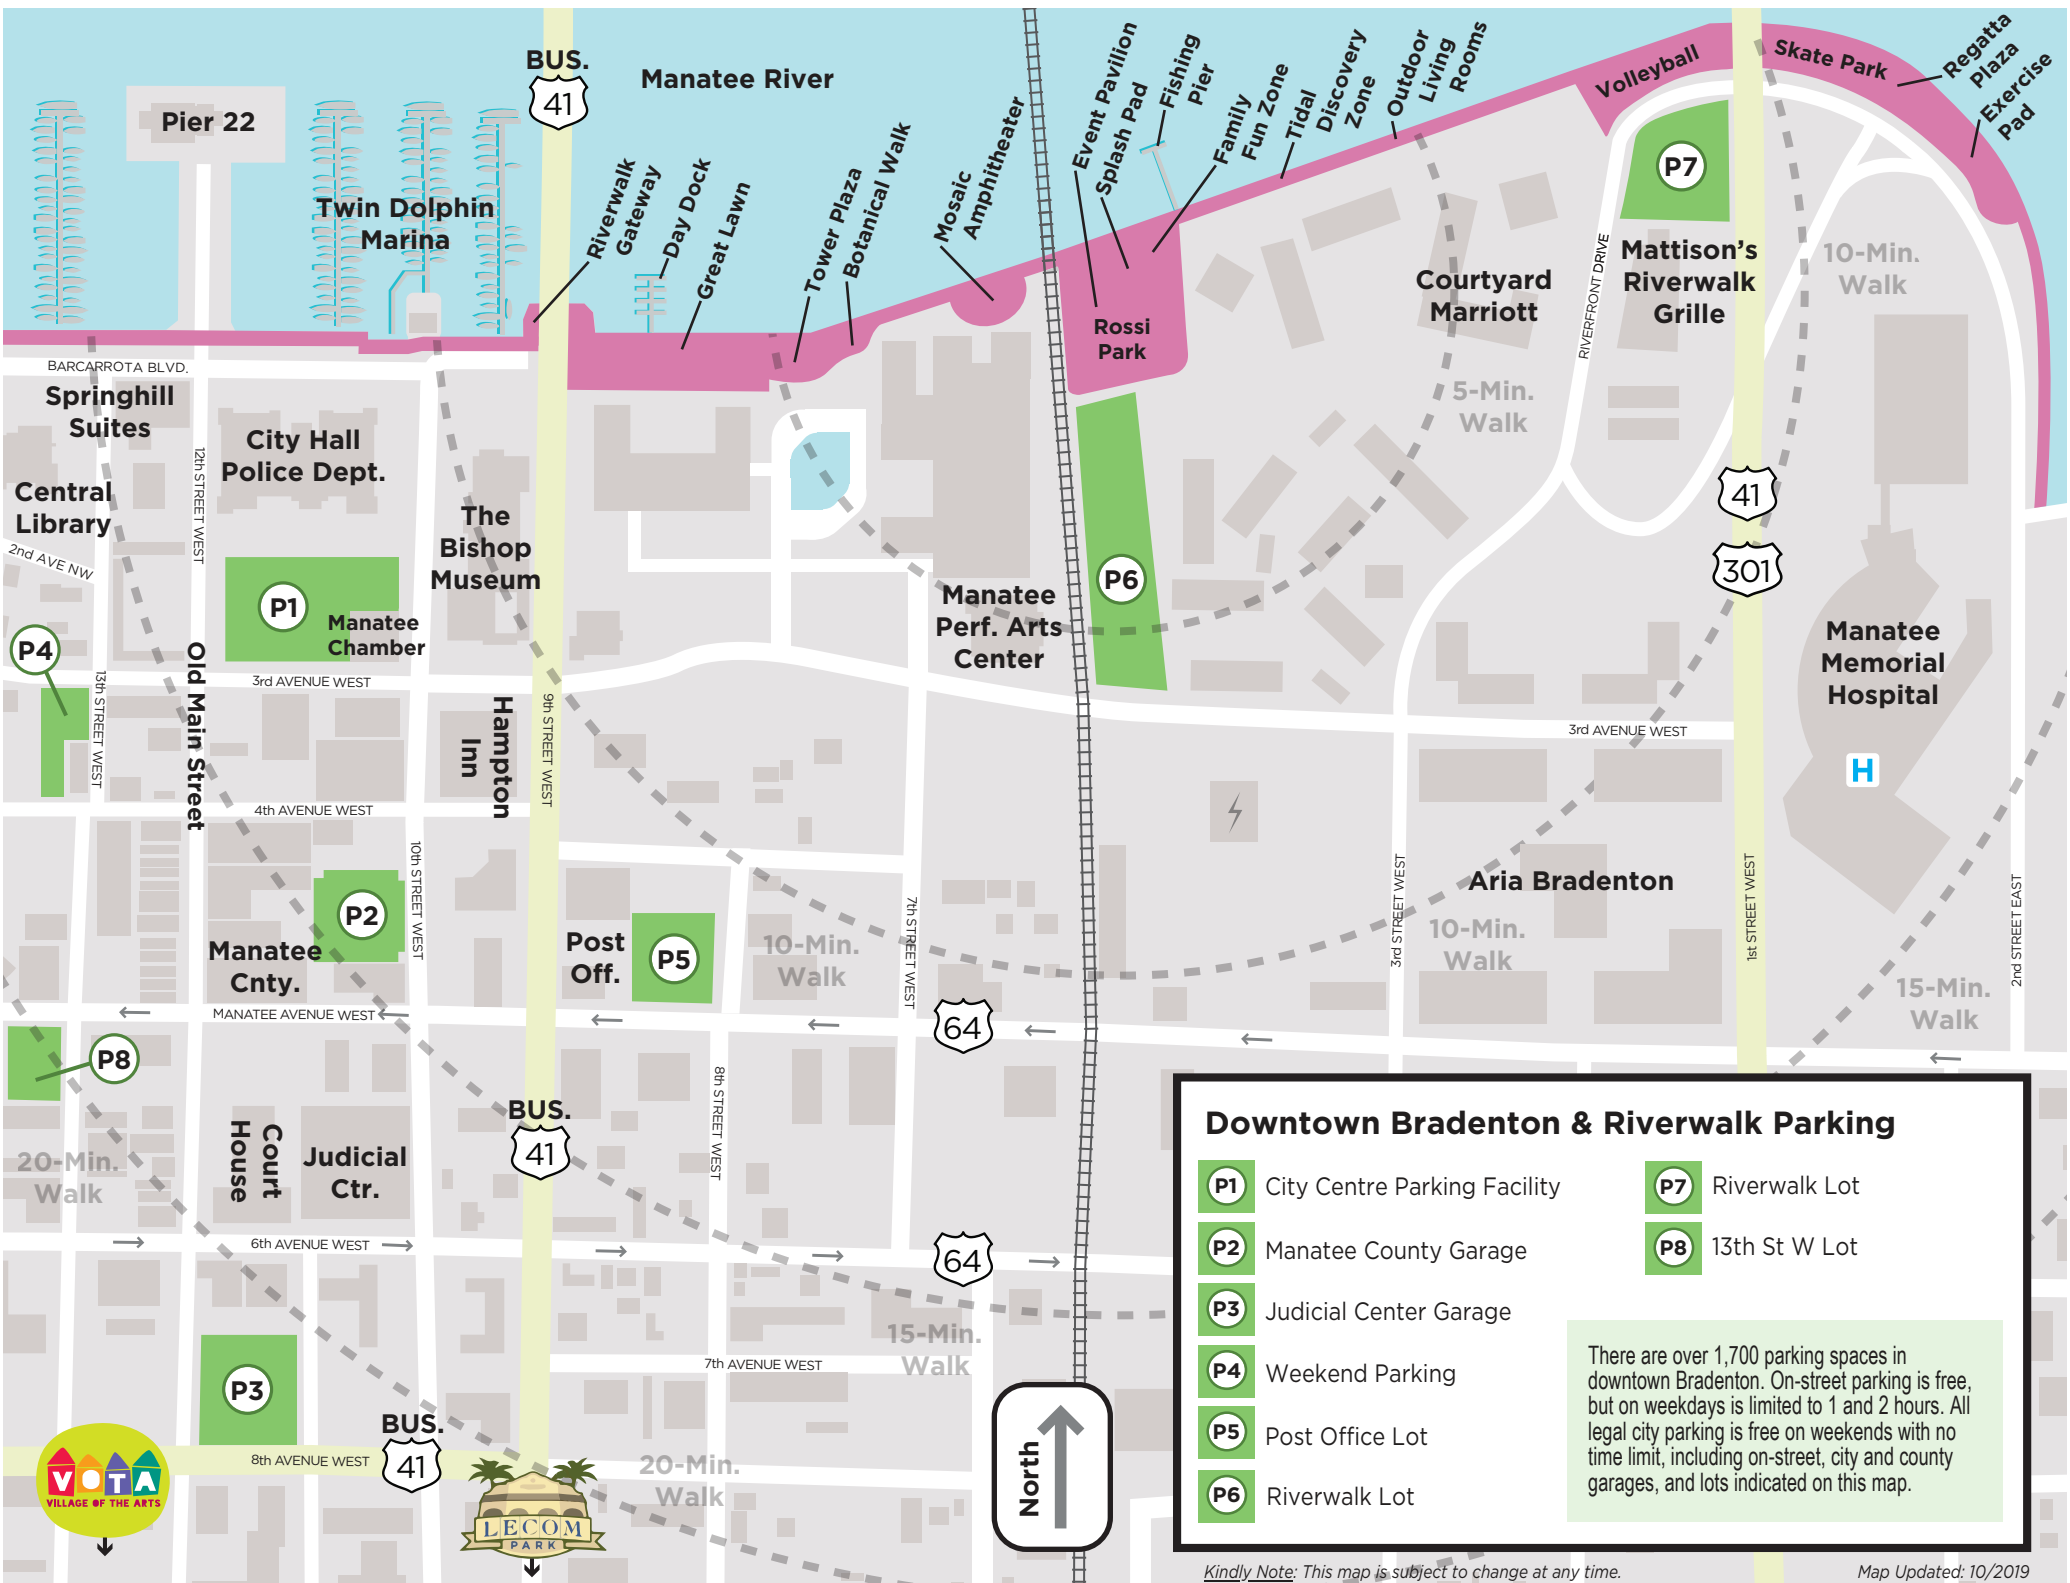 BUS.
41
Manatee River
Pier 22
Twin Dolphin
Marina
Riverwalk
Gateway
Day Dock
Great Lawn
Tower Plaza
Botanical Walk
Mosaic
Amphitheater
Event Pavilion
Splash Pad
Fishing
Pier
Family
Fun Zone
Tidal
Discovery
Zone
Outdoor
Living
Rooms
Volleyball
Skate Park
Regatta
Plaza
Exercise
Pad
P7
Mattison's
Riverwalk
Grille
10-Min.
Walk
Courtyard
Marriott
RIVERFRONT DRIVE
Rossi
Park
5-Min.
Walk
BARCARROTA BLVD.
Springhill
Suites
City Hall
Police Dept.
12th STREET WEST
Central
Library
2nd AVE NW
The
Bishop
Museum
P1
Manatee
Chamber
P4
Old Main Street
13th STREET WEST
3rd AVENUE WEST
Hampton
Inn
9th STREET WEST
Manatee
Perf. Arts
Center
P6
41
301
Manatee
Memorial
Hospital
H
3rd AVENUE WEST
4th AVENUE WEST
10th STREET WEST
P2
Manatee
Cnty.
Post
Off.
P5
10-Min.
Walk
7th STREET WEST
3rd STREET WEST
Aria Bradenton
10-Min.
Walk
1st STREET WEST
2nd STREET EAST
15-Min.
Walk
MANATEE AVENUE WEST
64
P8
20-Min.
Walk
Court
House
Judicial
Ctr.
BUS.
41
8th STREET WEST
6th AVENUE WEST
64
15-Min.
Walk
7th AVENUE WEST
P3
8th AVENUE WEST
BUS.
41
20-Min.
Walk
VOTA
VILLAGE OF THE ARTS
LECOM
PARK
North
Downtown Bradenton & Riverwalk Parking
P1 City Centre Parking Facility
P2 Manatee County Garage
P3 Judicial Center Garage
P4 Weekend Parking
P5 Post Office Lot
P6 Riverwalk Lot
P7 Riverwalk Lot
P8 13th St W Lot
There are over 1,700 parking spaces in
downtown Bradenton. On-street parking is free,
but on weekdays is limited to 1 and 2 hours. All
legal city parking is free on weekends with no
time limit, including on-street, city and county
garages, and lots indicated on this map.
Kindly Note: This map is subject to change at any time.
Map Updated: 10/2019